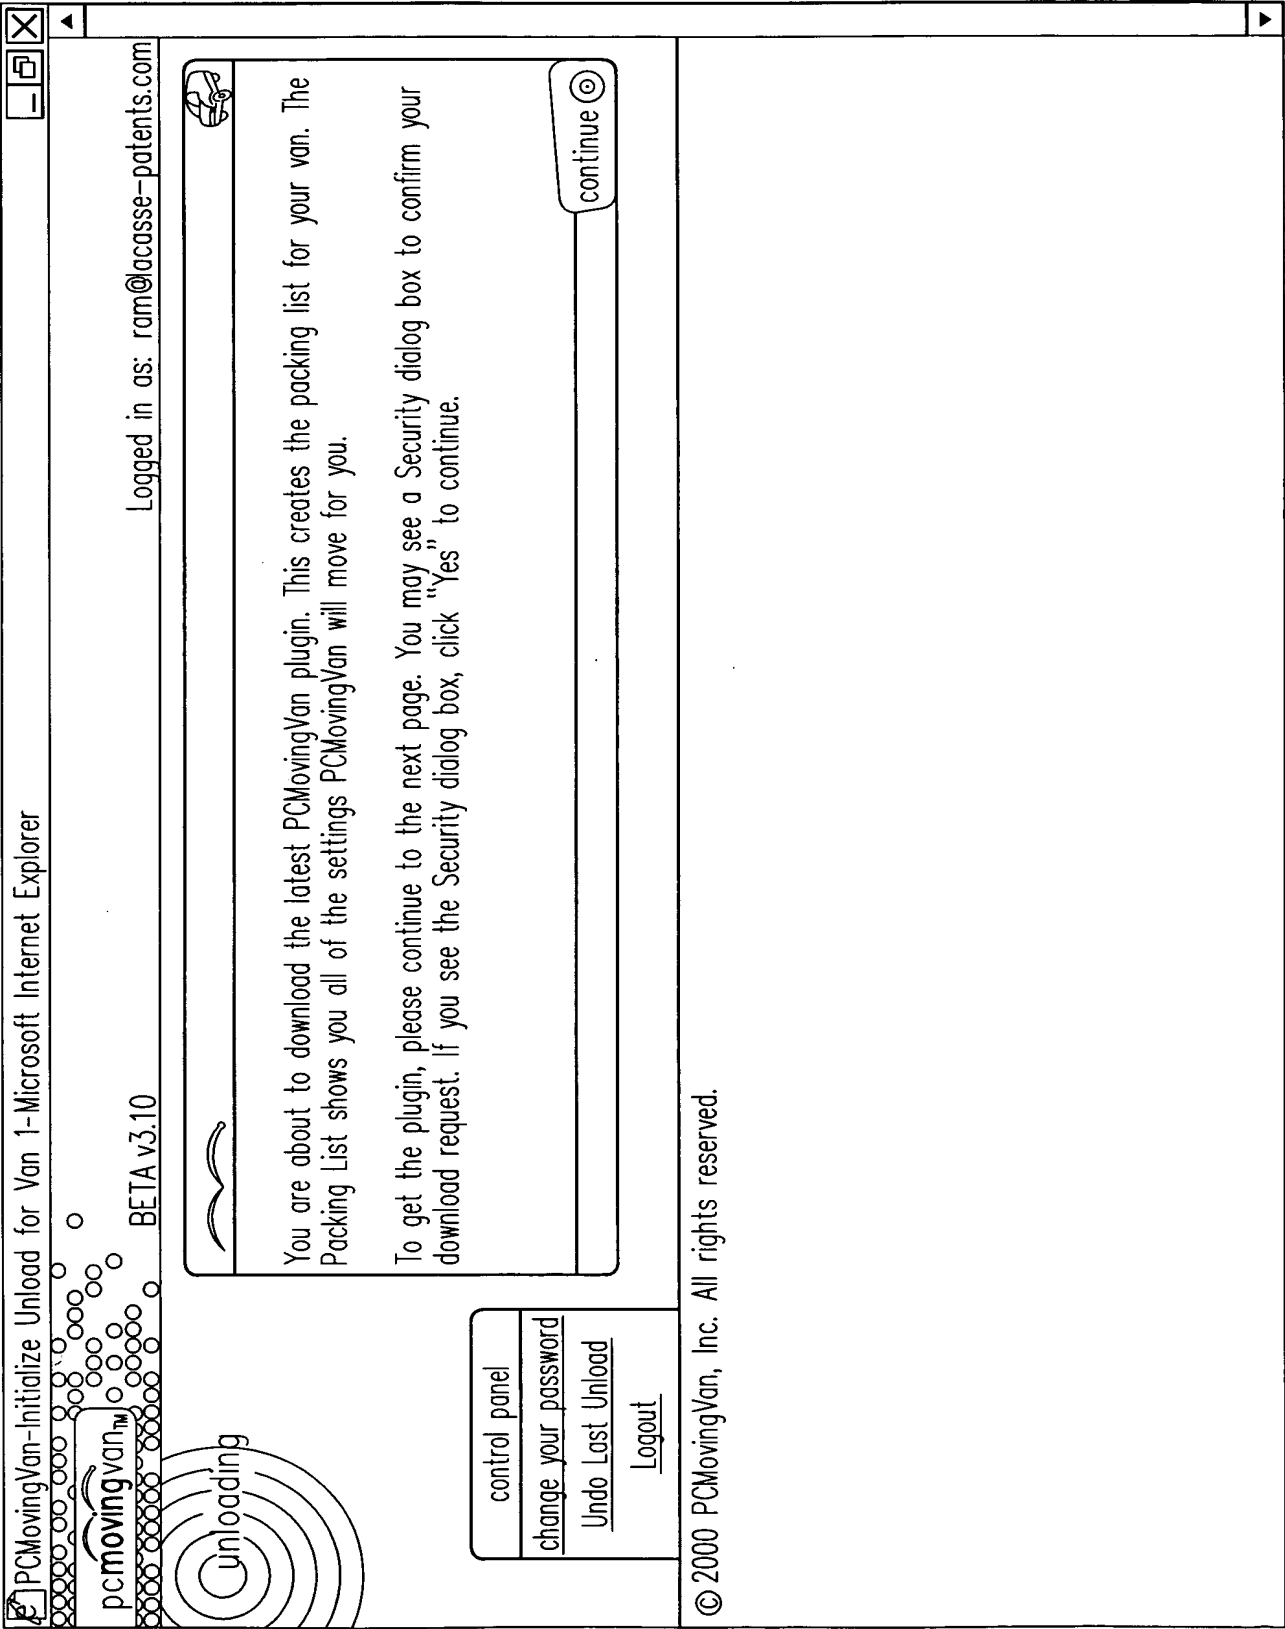 PCMovingVan-Initialize Unload for Van 1-Microsoft Internet Explorer
pcmovingvan™
BETA v3.10
Logged in as: ram@lacasse-patents.com
unloading
You are about to download the latest PCMovingVan plugin. This creates the packing list for your van. The
Packing List shows you all of the settings PCMovingVan will move for you.
To get the plugin, please continue to the next page. You may see a Security dialog box to confirm your
download request. If you see the Security dialog box, click "Yes" to continue.
continue
control panel
change your password
Undo Last Unload
Logout
© 2000 PCMovingVan, Inc. All rights reserved.